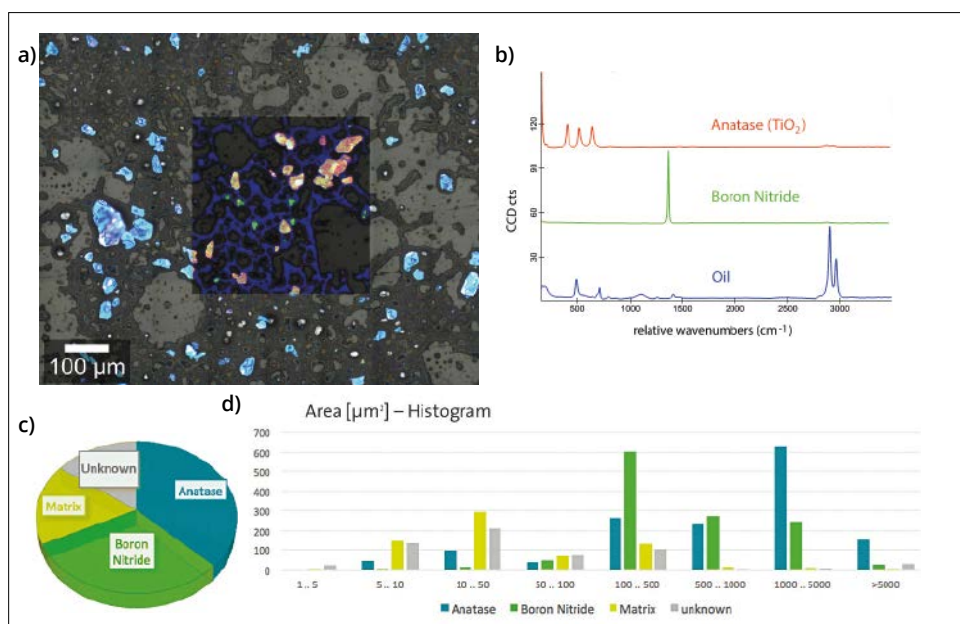 a)
100 µm
b)
CCD cts
120
90
60
30
Anatase (TiO₂)
Boron Nitride
Oil
500 1000 1500 2000 2500 3000
relative wavenumbers (cm⁻¹)
c)
Unknown
Anatase
Matrix
Boron
Nitride
d)
Area [µm²] – Histogram
700
600
500
400
300
200
100
0
1 .. 5 5 .. 10 10 .. 50 50 .. 100 100 .. 500 500 .. 1000 1000 .. 5000 >5000
Anatase Boron Nitride Matrix unknown